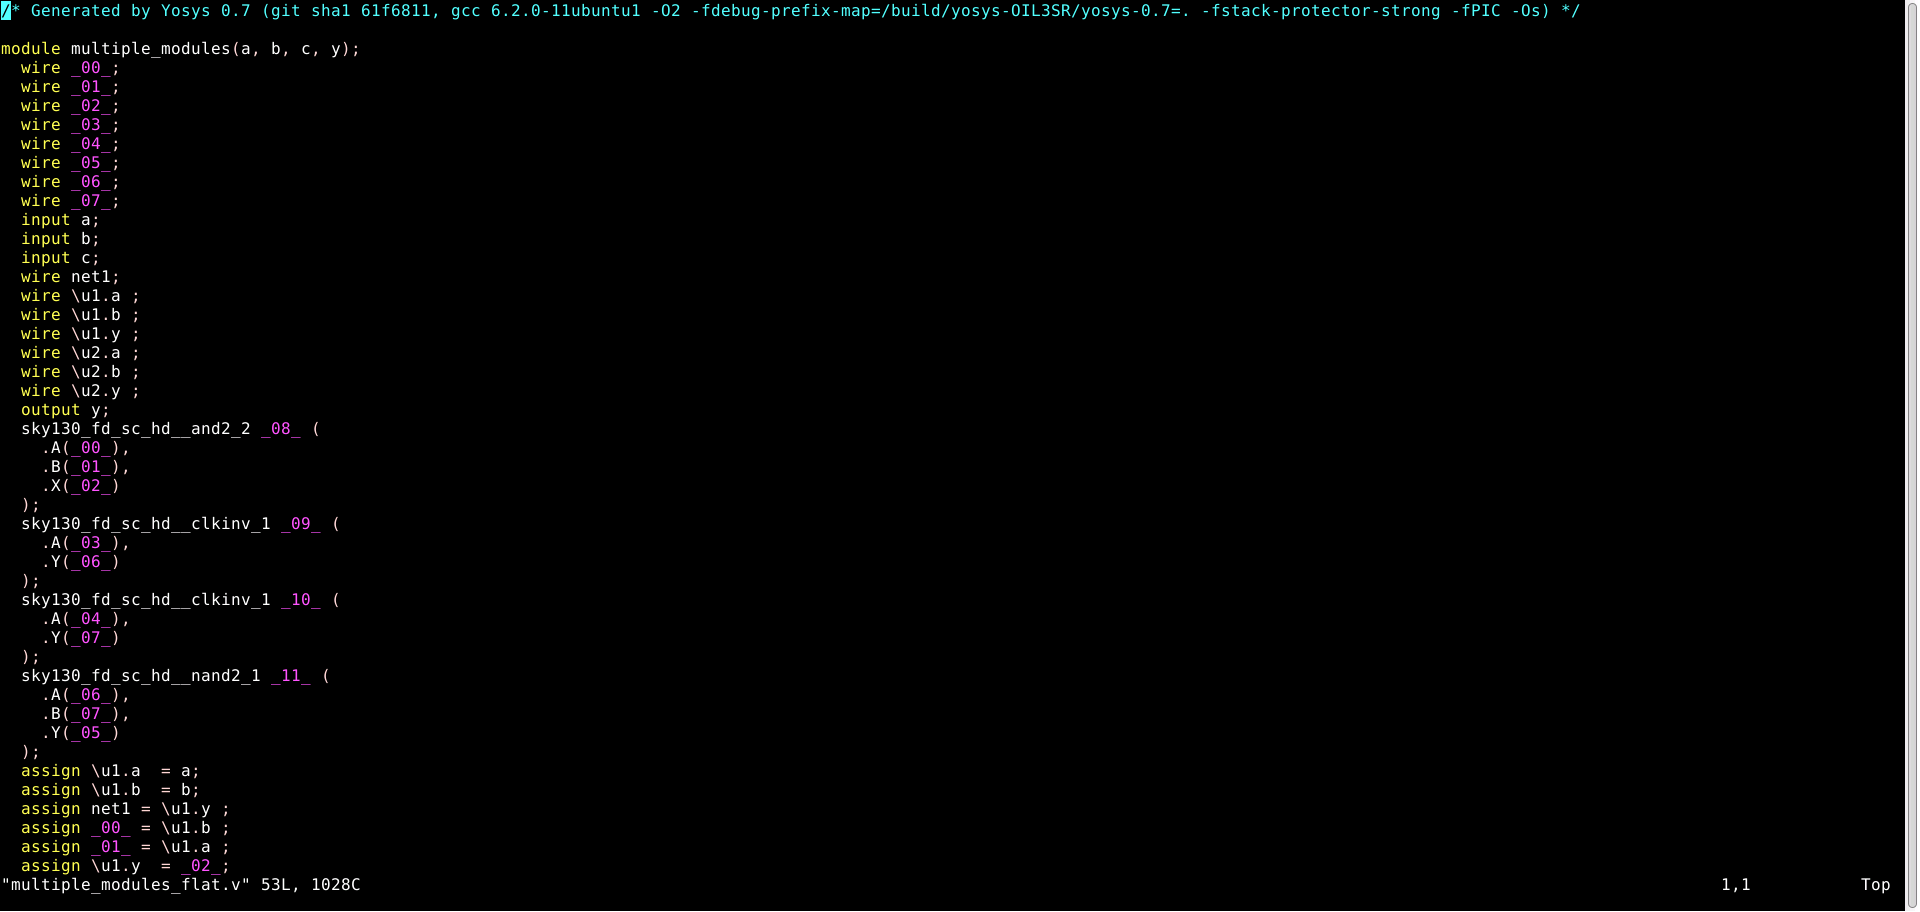 /* Generated by Yosys 0.7 (git sha1 61f6811, gcc 6.2.0-11ubuntu1 -O2 -fdebug-prefix-map=/build/yosys-OIL3SR/yosys-0.7=. -fstack-protector-strong -fPIC -Os) */
module multiple_modules(a, b, c, y);
  wire _00_;
  wire _01_;
  wire _02_;
  wire _03_;
  wire _04_;
  wire _05_;
  wire _06_;
  wire _07_;
  input a;
  input b;
  input c;
  wire net1;
  wire \u1.a ;
  wire \u1.b ;
  wire \u1.y ;
  wire \u2.a ;
  wire \u2.b ;
  wire \u2.y ;
  output y;
  sky130_fd_sc_hd__and2_2 _08_ (
    .A(_00_),
    .B(_01_),
    .X(_02_)
  );
  sky130_fd_sc_hd__clkinv_1 _09_ (
    .A(_03_),
    .Y(_06_)
  );
  sky130_fd_sc_hd__clkinv_1 _10_ (
    .A(_04_),
    .Y(_07_)
  );
  sky130_fd_sc_hd__nand2_1 _11_ (
    .A(_06_),
    .B(_07_),
    .Y(_05_)
  );
  assign \u1.a  = a;
  assign \u1.b  = b;
  assign net1 = \u1.y ;
  assign _00_ = \u1.b ;
  assign _01_ = \u1.a ;
  assign \u1.y  = _02_;
"multiple_modules_flat.v" 53L, 1028C 1,1 Top